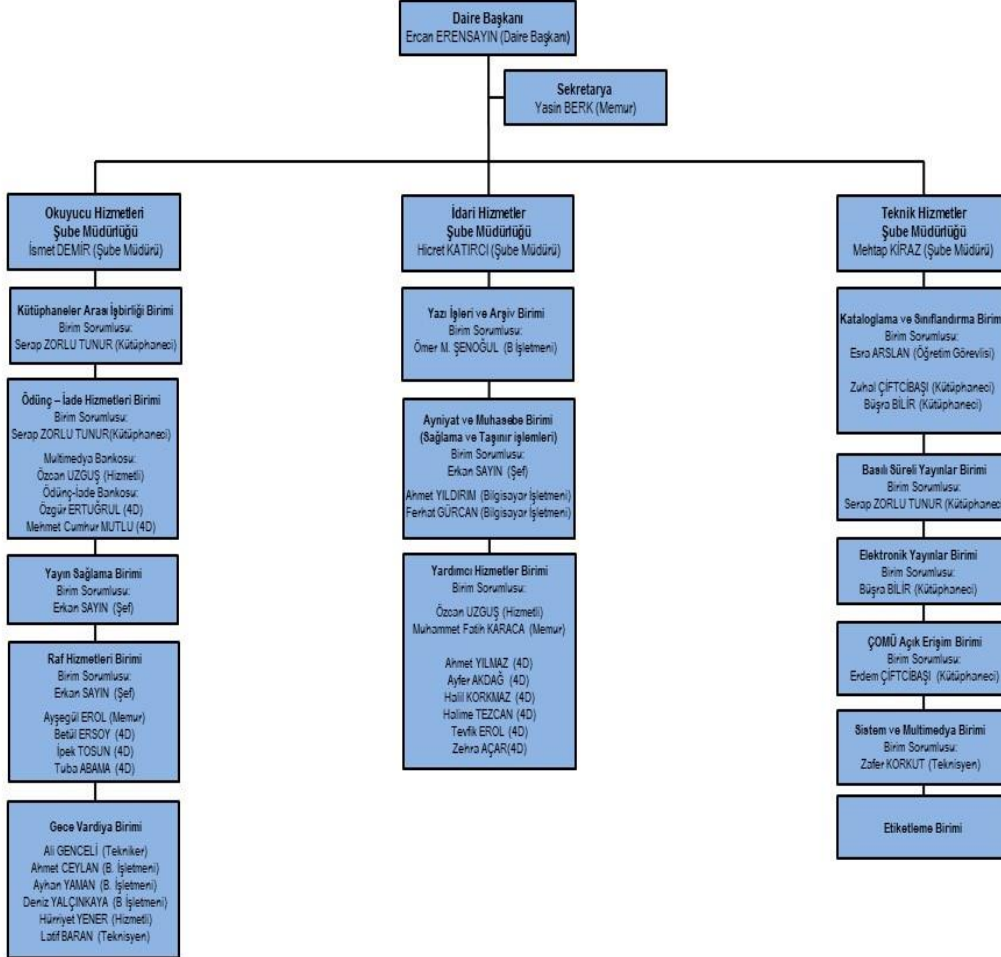 Daire Başkanı
Ercan ERENSAYIN (Daire Başkanı)
Sekretarya
Yasin BERK (Memur)
Okuyucu Hizmetleri
Şube Müdürlüğü
İsmet DEMİR (Şube Müdürü)
Kütüphaneler Arası İşbirliği Birimi
Birim Sorumlusu:
Serap ZORLU TUNUR (Kütüphaneci)
Ödünç – İade Hizmetleri Birimi
Birim Sorumlusu:
Serap ZORLU TUNUR(Kütüphaneci)
Multimedya Bankosu:
Özcan UZGUŞ (Hizmetli)
Ödünç-İade Bankosu:
Özgür ERTUĞRUL (4D)
Mehmet Cumhur MUTLU (4D)
Yayın Sağlama Birimi
Birim Sorumlusu:
Erkan SAYIN (Şef)
Raf Hizmetleri Birimi
Birim Sorumlusu:
Erkan SAYIN (Şef)
Ayşegül EROL (Memur)
Betül ERSOY (4D)
İpek TOSUN (4D)
Tuba ABAMA (4D)
Gece Vardiya Birimi
Ali GENCELİ (Tekniker)
Ahmet CEYLAN (B. İşletmeni)
Ayhan YAMAN (B. İşletmeni)
Deniz YALÇINKAYA (B İşletmeni)
Hürriyet YENER (Hizmetli)
Latif BARAN (Teknisyen)
İdari Hizmetler
Şube Müdürlüğü
Hicret KATIRCI (Şube Müdürü)
Yazı İşleri ve Arşiv Birimi
Birim Sorumlusu:
Ömer M. ŞENOĞUL (B İşletmeni)
Ayniyat ve Muhasebe Birimi
(Sağlama ve Taşınır işlemleri)
Birim Sorumlusu:
Erkan SAYIN (Şef)
Ahmet YILDIRIM (Bilgisayar İşletmeni)
Ferhat GÜRCAN (Bilgisayar İşletmeni)
Yardımcı Hizmetler Birimi
Birim Sorumlusu:
Özcan UZGUŞ (Hizmetli)
Muhammet Fatih KARACA (Memur)
Ahmet YILMAZ (4D)
Ayfer AKDAĞ (4D)
Halil KORKMAZ (4D)
Halime TEZCAN (4D)
Tevfik EROL (4D)
Zehra AÇAR(4D)
Teknik Hizmetler
Şube Müdürlüğü
Mehtap KİRAZ (Şube Müdürü)
Kataloglama ve Sınıflandırma Birim
Birim Sorumlusu:
Esra ARSLAN (Öğretim Görevlisi)
Zuhal ÇİFTCİBAŞI (Kütüphaneci)
Büşra BİLİR (Kütüphaneci)
Basılı Süreli Yayınlar Birimi
Birim Sorumlusu:
Serap ZORLU TUNUR (Kütüphanec
Elektronik Yayınlar Birimi
Birim Sorumlusu:
Büşra BİLİR (Kütüphaneci)
ÇOMÜ Açık Erişim Birimi
Birim Sorumlusu:
Erdem ÇİFTCİBAŞI (Kütüphaneci)
Sistem ve Multimedya Birimi
Birim Sorumlusu:
Zafer KORKUT (Teknisyen)
Etiketleme Birimi